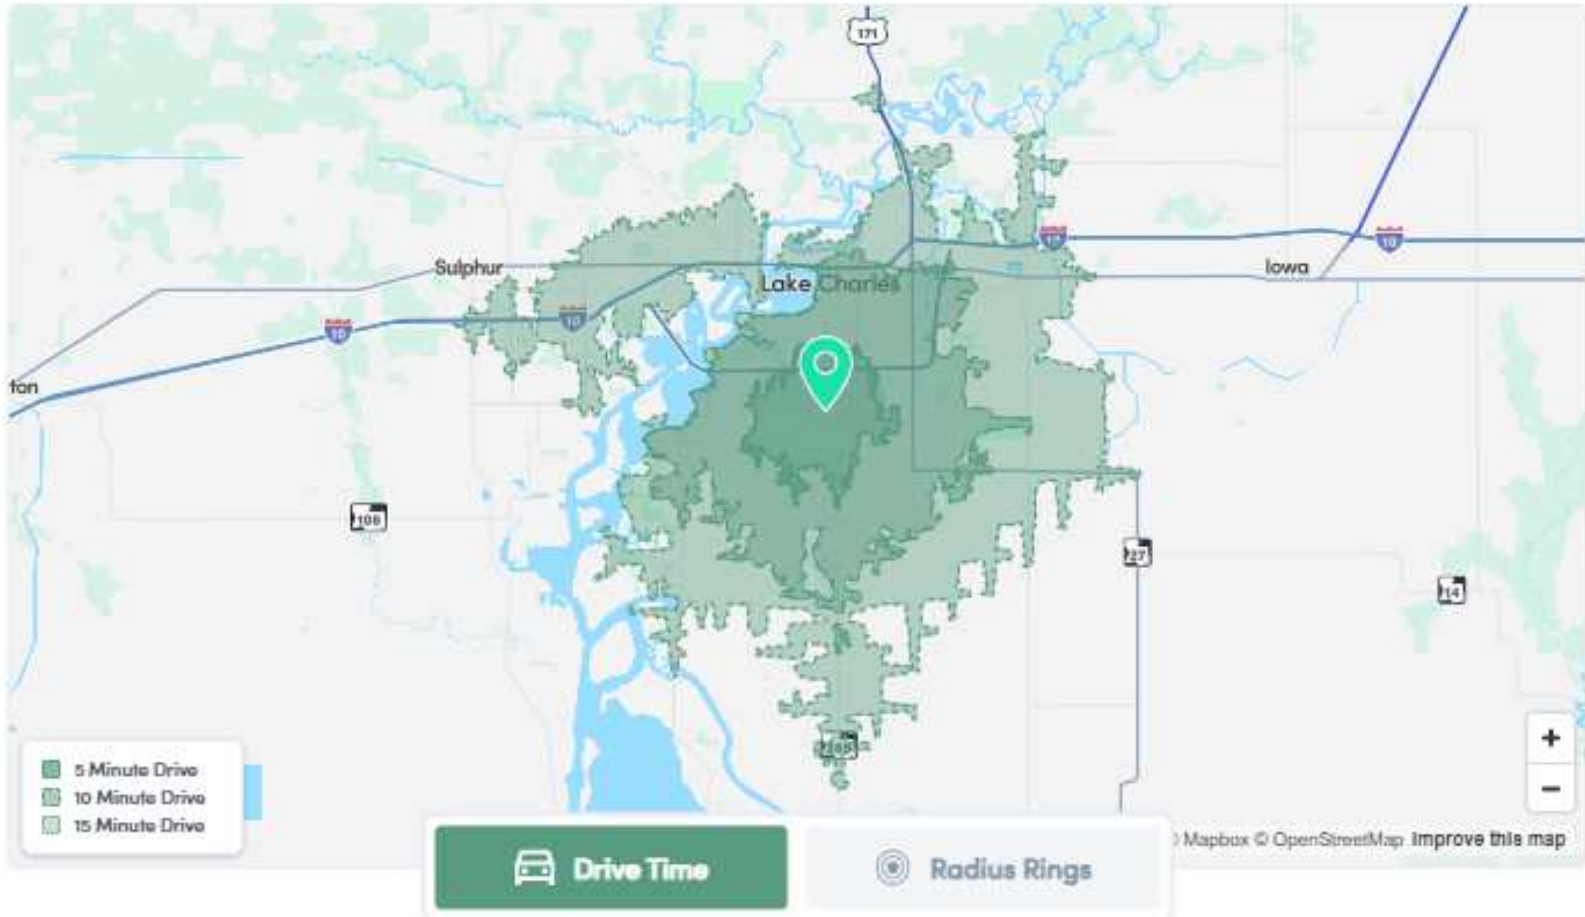 171
Sulphur
Lake Charles
Iowa
10
10
10
10
ton
108
27
14
5 Minute Drive
10 Minute Drive
15 Minute Drive
+
−
Mapbox © OpenStreetMap Improve this map
Drive Time
Radius Rings